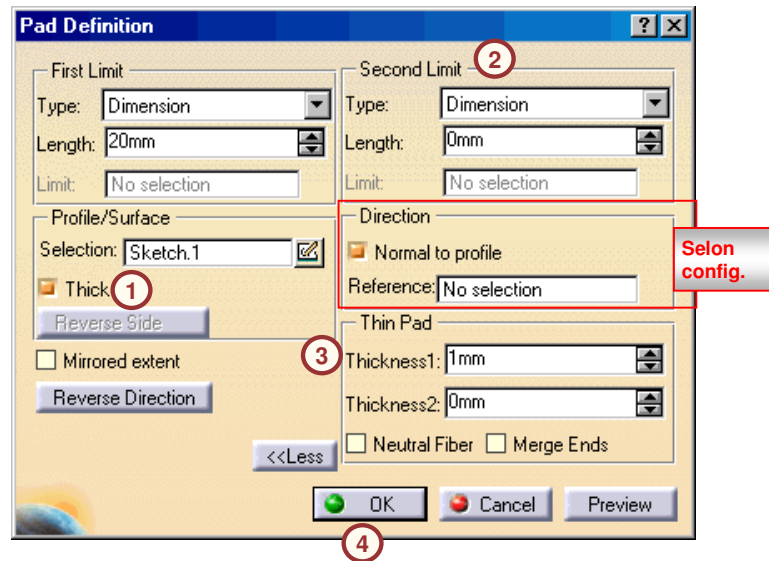 Pad Definition
First Limit
Type: Dimension
Length: 20mm
Limit: No selection
Profile/Surface
Selection: Sketch.1
Thick
1
Reverse Side
Mirrored extent
Reverse Direction
<<Less
Second Limit
2
Type: Dimension
Length: 0mm
Limit: No selection
Direction
Normal to profile
Reference: No selection
Selon
config.
Thin Pad
3
Thickness1: 1mm
Thickness2: 0mm
Neutral Fiber Merge Ends
OK Cancel Preview
4